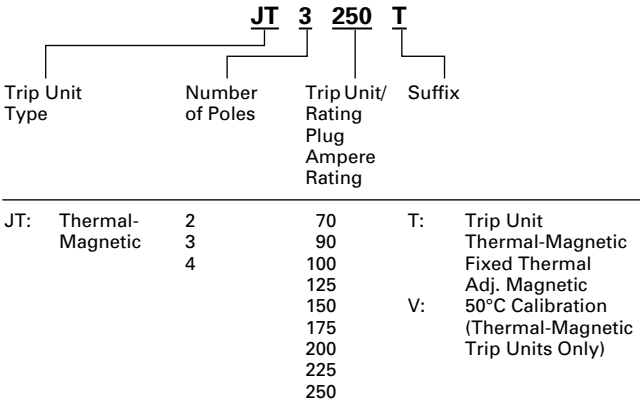 JT 3 250 T
Trip Unit Type
Number of Poles
Trip Unit/ Rating Plug Ampere Rating
Suffix
JT: Thermal-Magnetic
2
3
4
70
90
100
125
150
175
200
225
250
T: Trip Unit
Thermal-Magnetic
Fixed Thermal
Adj. Magnetic
V: 50°C Calibration
(Thermal-Magnetic
Trip Units Only)